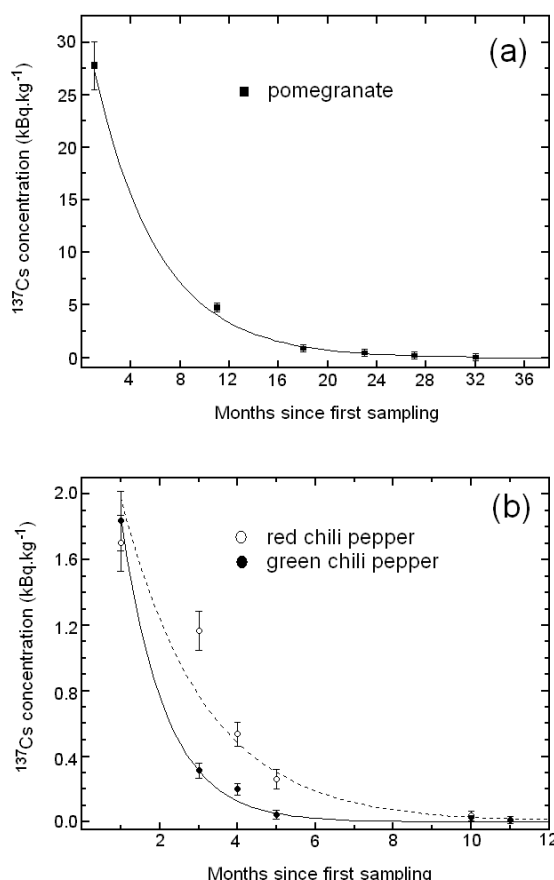 (a)
pomegranate
30
25
20
15
10
5
0
¹³⁷Cs concentration (kBq.kg⁻¹)
4 8 12 16 20 24 28 32 36
Months since first sampling
(b)
red chili pepper
green chili pepper
2.0
1.6
1.2
0.8
0.4
0.0
¹³⁷Cs concentration (kBq.kg⁻¹)
2 4 6 8 10 12
Months since first sampling